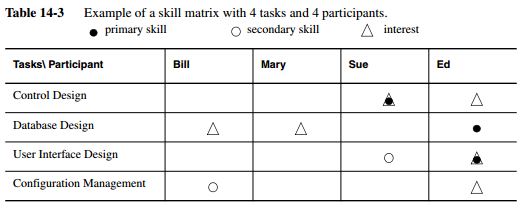 Table 14-3 Example of a skill matrix with 4 tasks and 4 participants.
primary skill secondary skill interest
Tasks\ Participant Bill Mary Sue Ed
Control Design
Database Design
User Interface Design
Configuration Management